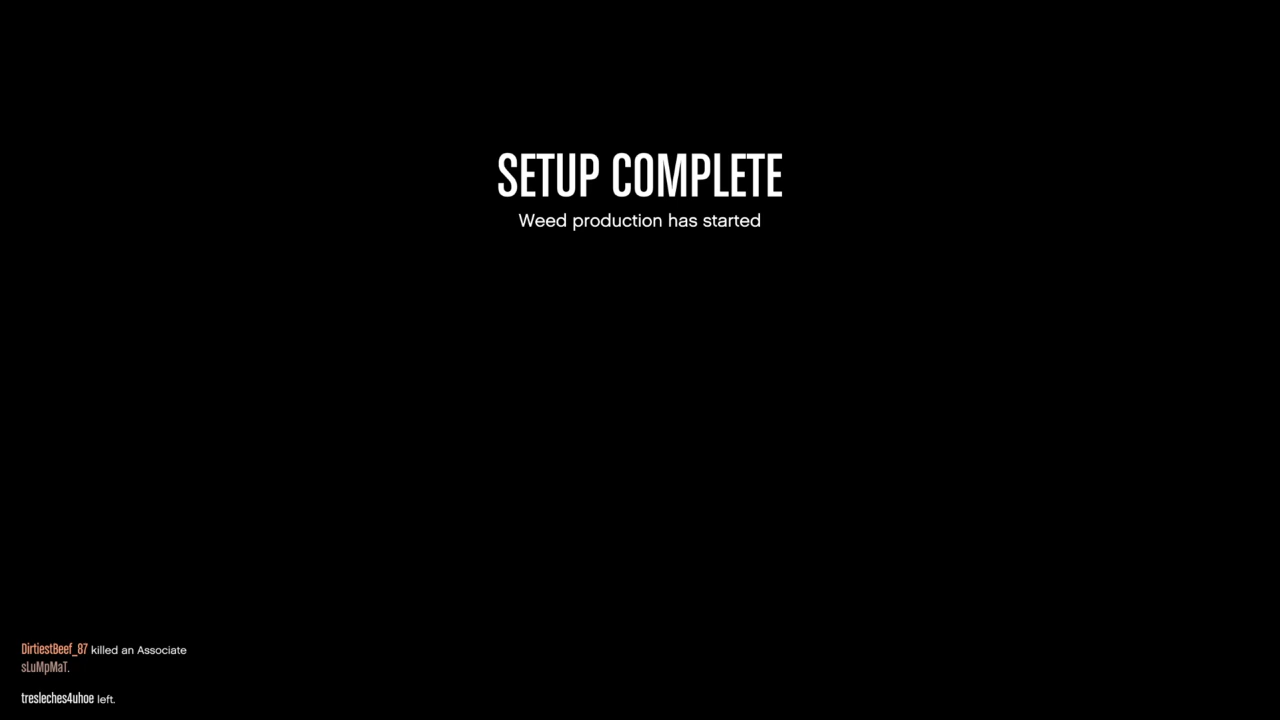 SETUP COMPLETE
Weed production has started
DirtiestBeef_87 killed an Associate
sLuMpMaT.
tresleches4uhoe left.